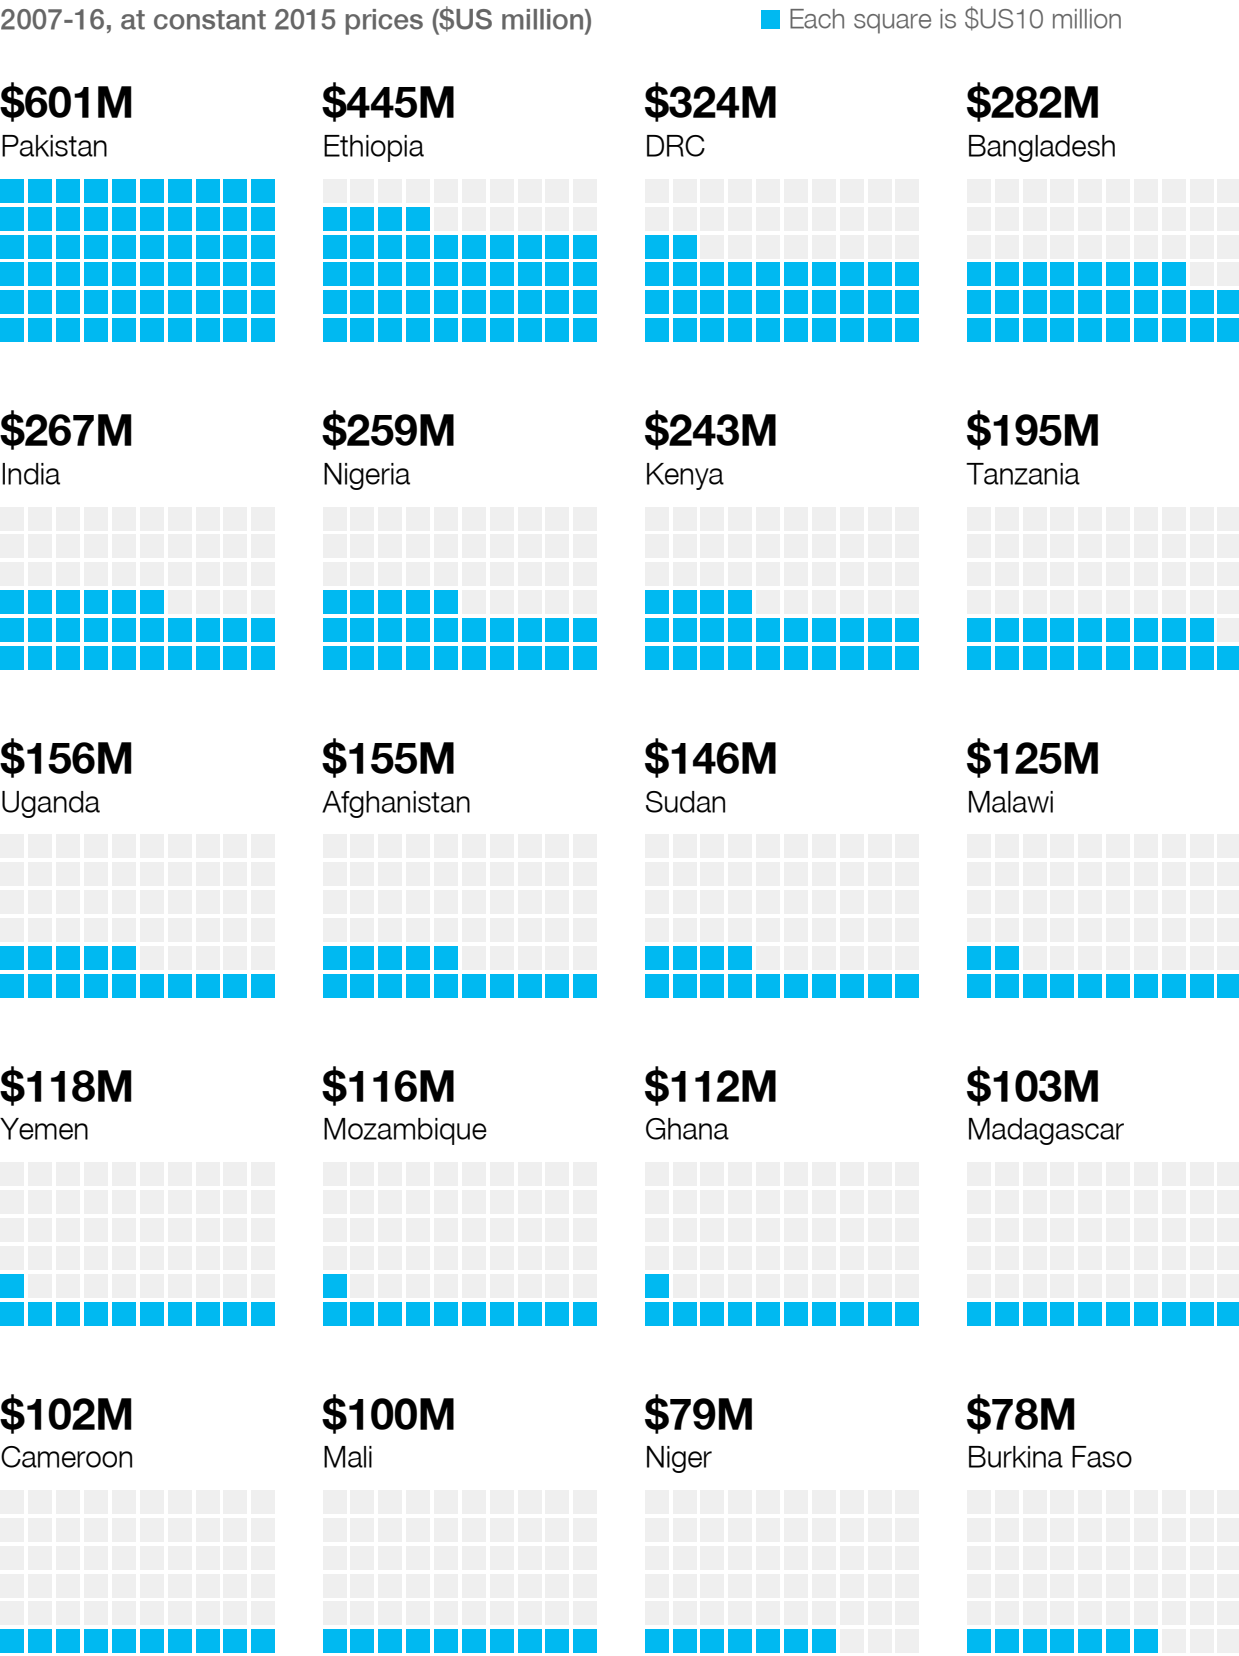 2007-16, at constant 2015 prices ($US million)
Each square is $US10 million
$601M
Pakistan
$445M
Ethiopia
$324M
DRC
$282M
Bangladesh
$267M
India
$259M
Nigeria
$243M
Kenya
$195M
Tanzania
$156M
Uganda
$155M
Afghanistan
$146M
Sudan
$125M
Malawi
$118M
Yemen
$116M
Mozambique
$112M
Ghana
$103M
Madagascar
$102M
Cameroon
$100M
Mali
$79M
Niger
$78M
Burkina Faso